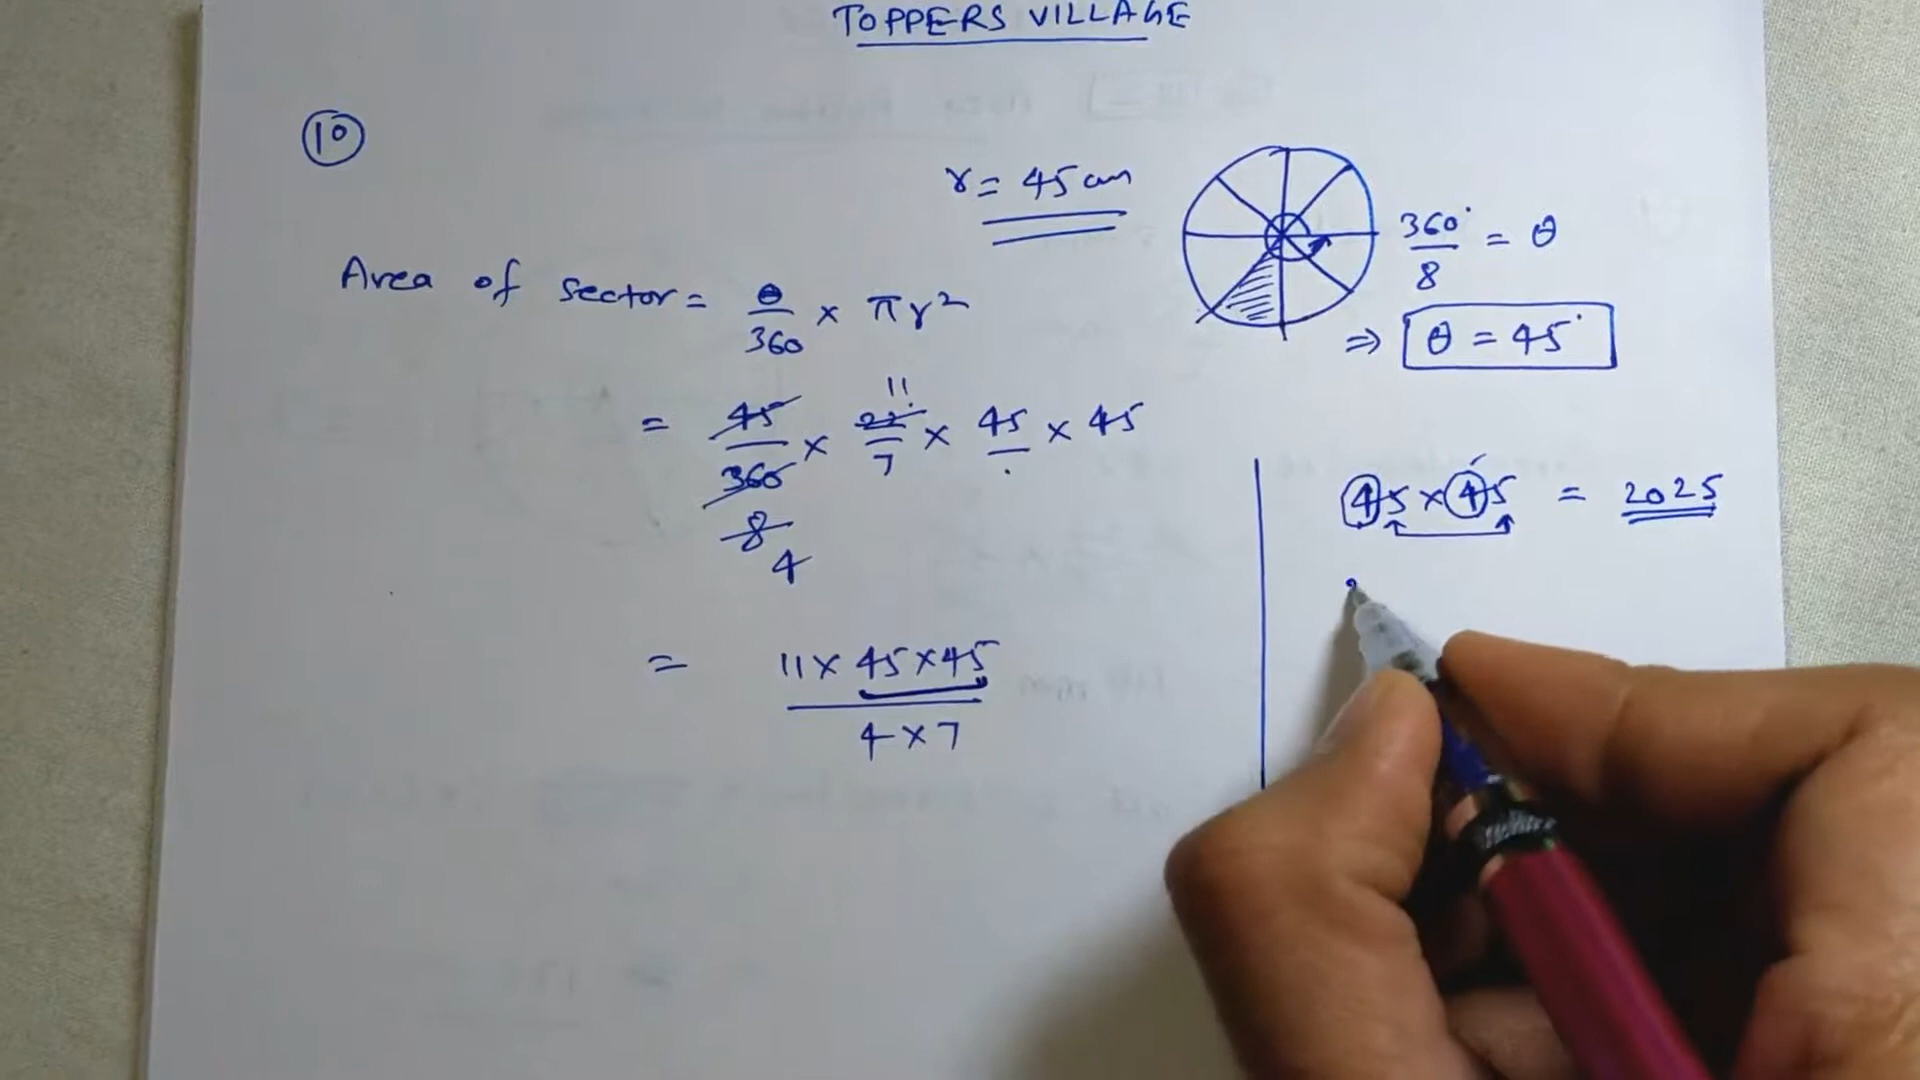 TOPPERS VILLAGE
10
r = 45 cm
360° / 8 = θ
⇒ θ = 45°
Area of sector = θ/360 × πr²
= 45/360 × 22/7 × 45 × 45
11
8
4
45 × 45 = 2025
= 11 × 45 × 45 / 4 × 7